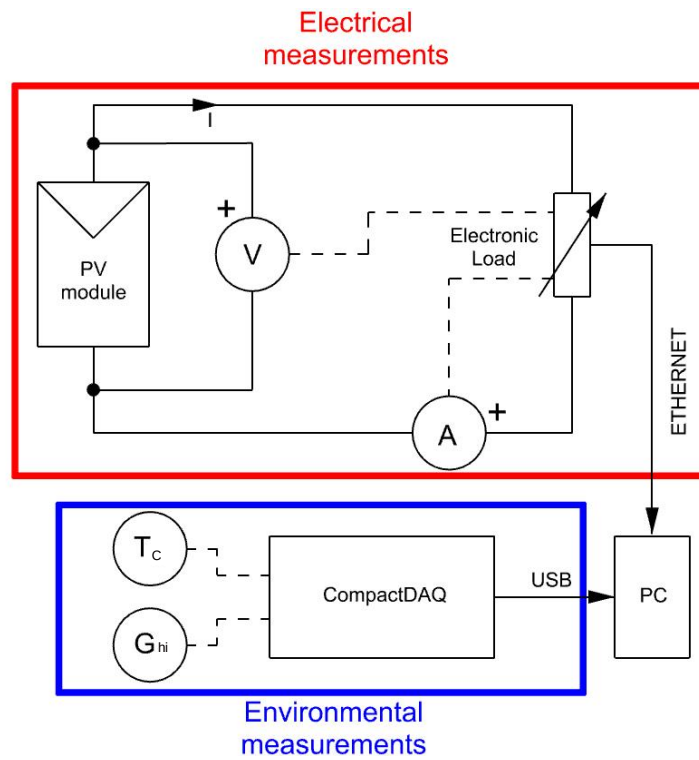 Electrical
measurements
I
+
V
PV
module
Electronic
Load
A
+
ETHERNET
Tc
CompactDAQ
USB
PC
Ghi
Environmental
measurements